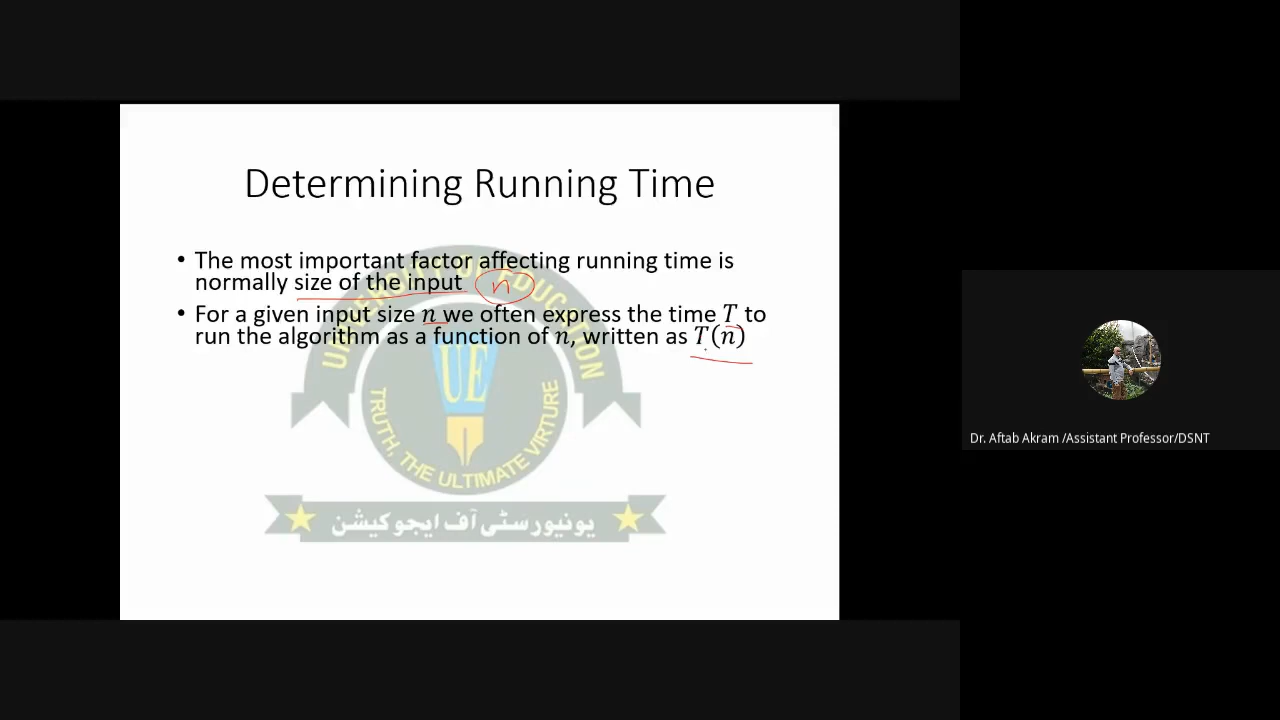 Determining Running Time
• The most important factor affecting running time is
normally size of the input n
• For a given input size n we often express the time T to
run the algorithm as a function of n, written as T(n)
UNIVERSITY OF EDUCATION
UE
TRUTH, THE ULTIMATE VIRTURE
یونیورسٹی آف ایجوکیشن
Dr. Aftab Akram /Assistant Professor/DSNT